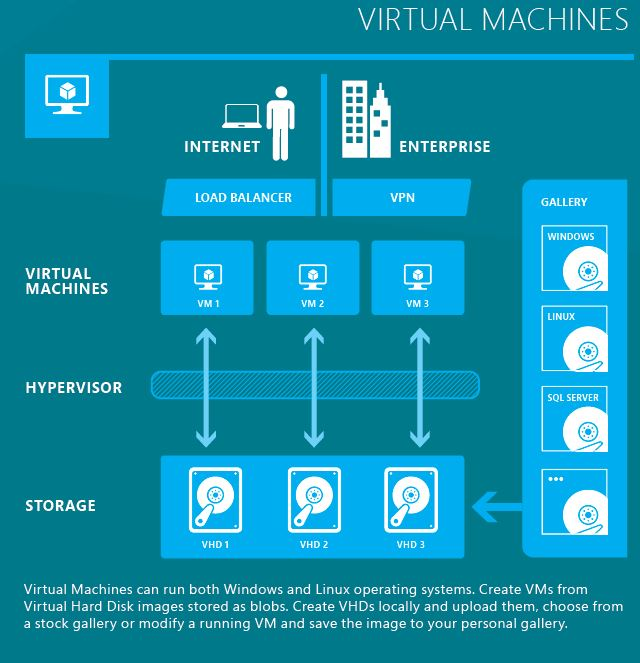 VIRTUAL MACHINES
INTERNET
ENTERPRISE
LOAD BALANCER
VPN
GALLERY
WINDOWS
LINUX
SQL SERVER
VIRTUAL
MACHINES
VM 1
VM 2
VM 3
HYPERVISOR
STORAGE
VHD 1
VHD 2
VHD 3
Virtual Machines can run both Windows and Linux operating systems. Create VMs from
Virtual Hard Disk images stored as blobs. Create VHDs locally and upload them, choose from
a stock gallery or modify a running VM and save the image to your personal gallery.